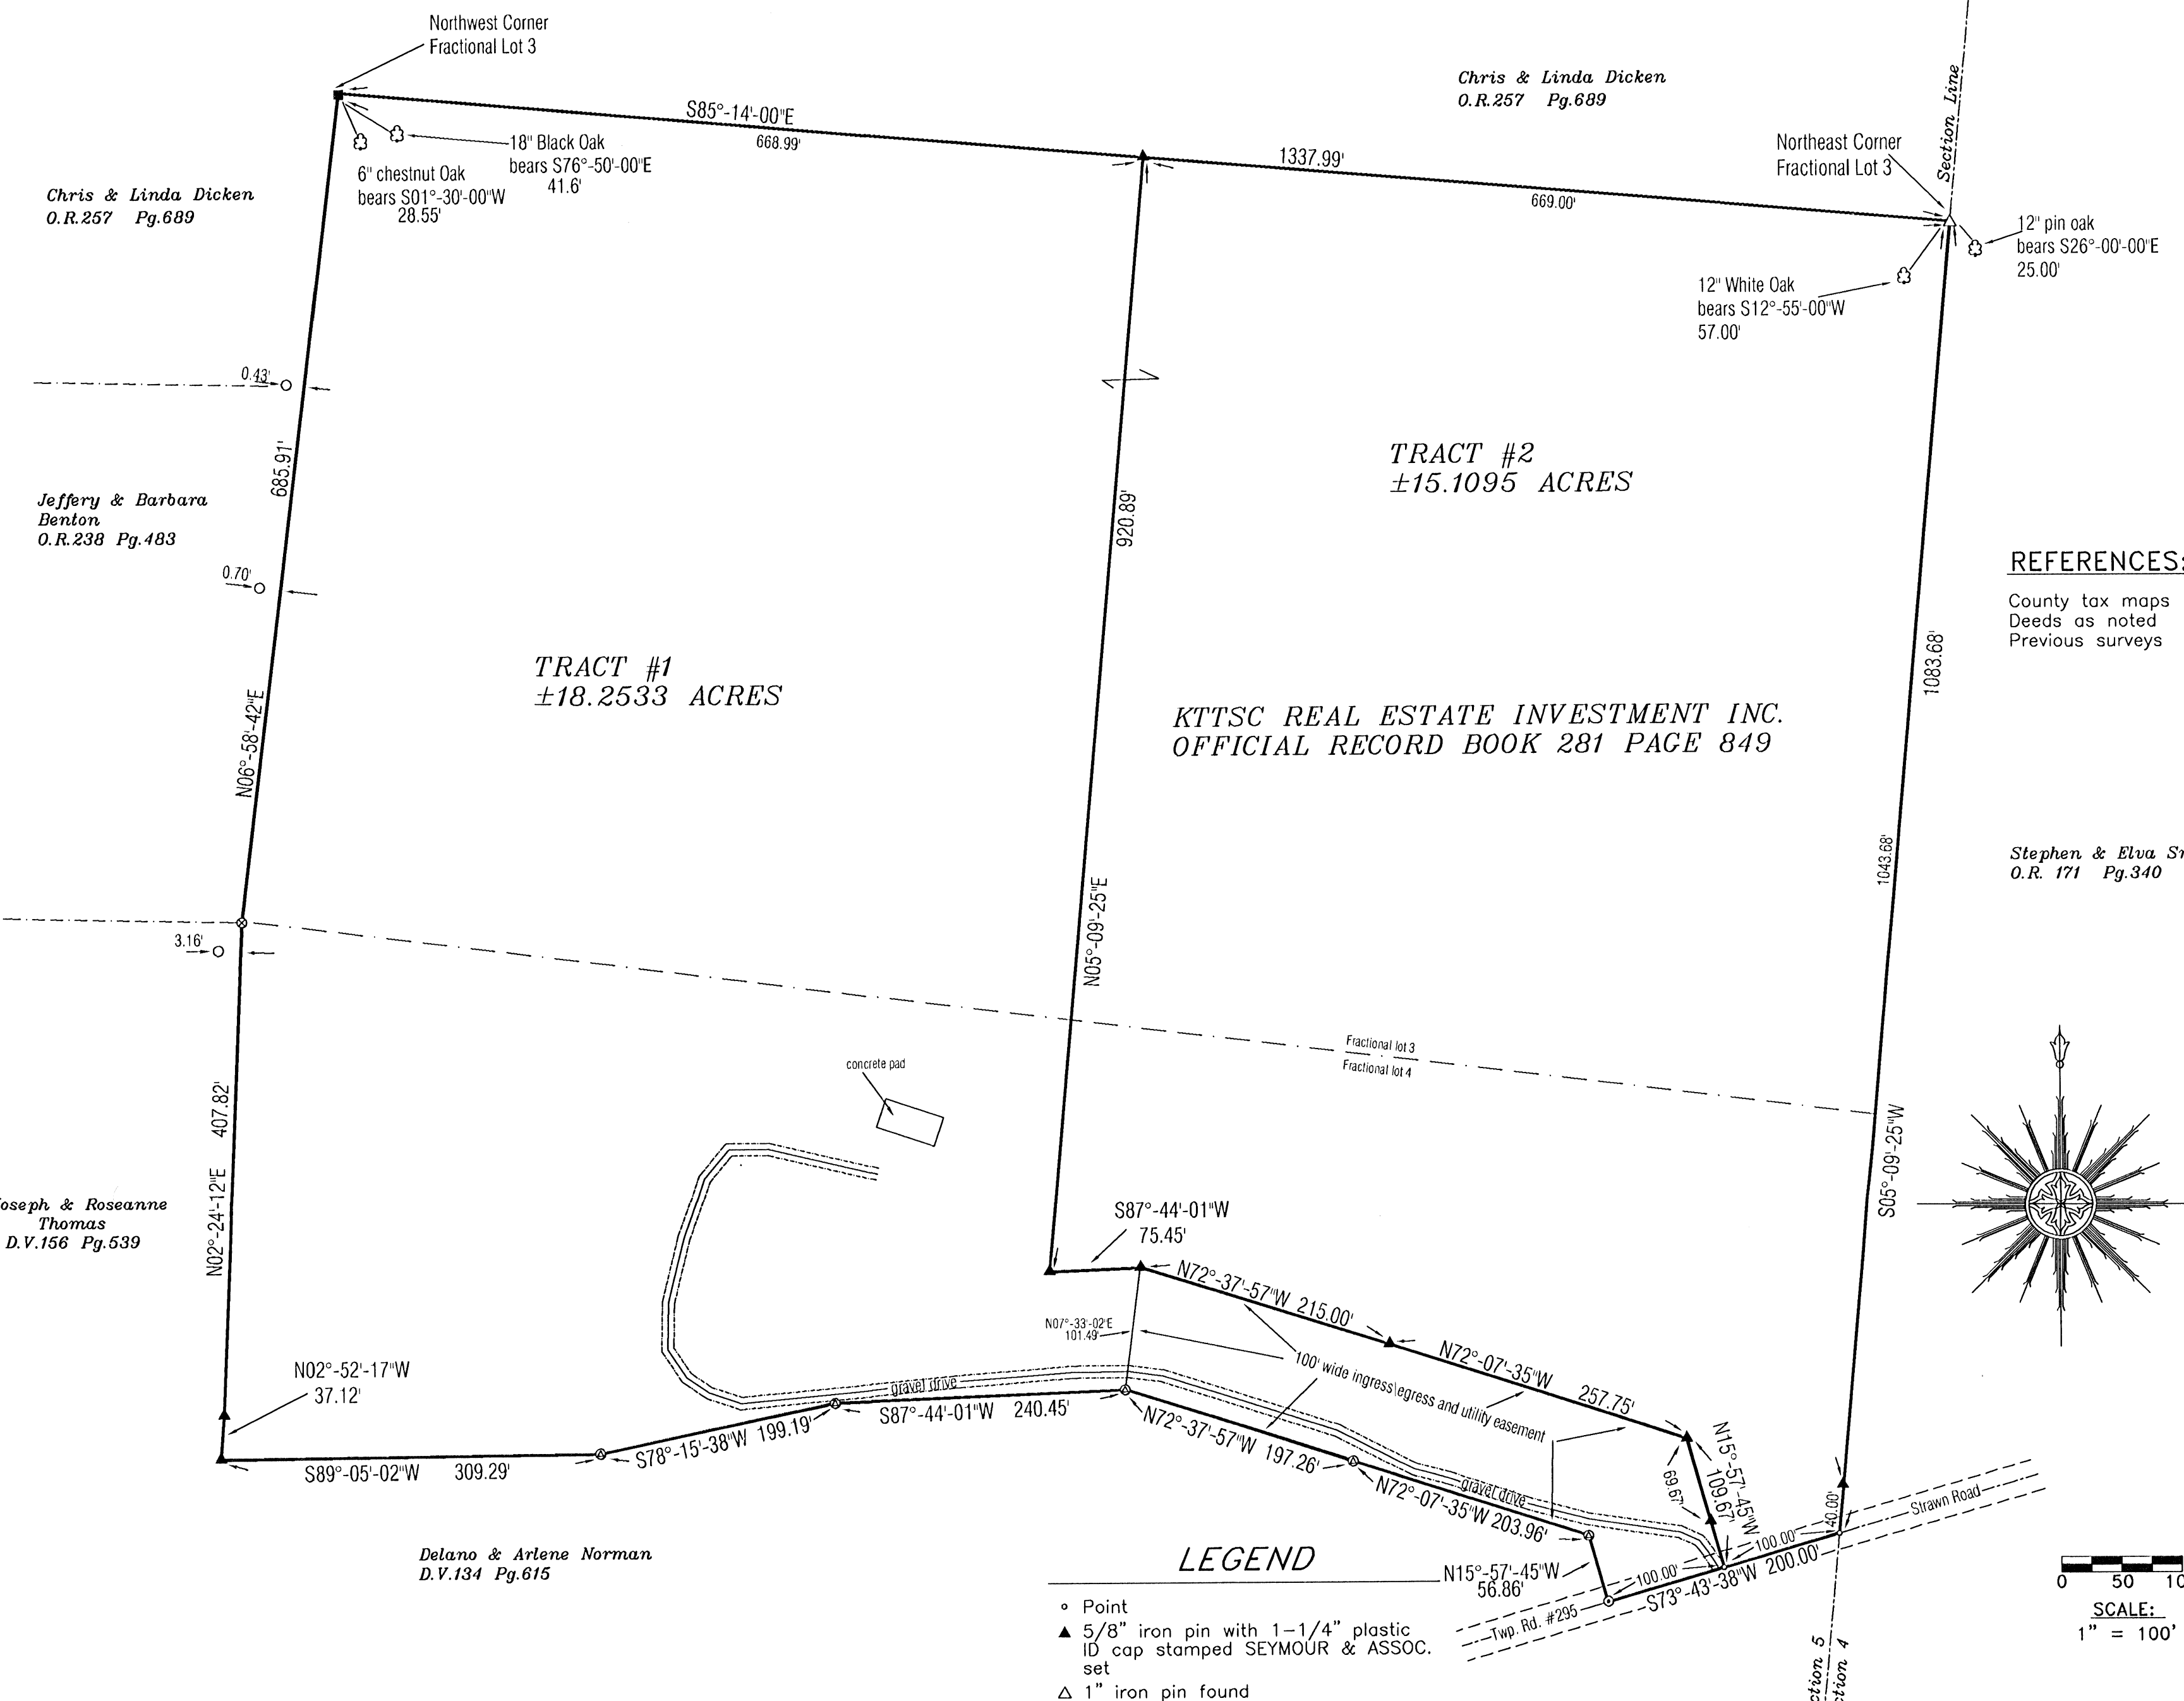 Northwest Corner
Fractional Lot 3
Chris & Linda Dicken
O.R.257 Pg.689
Section Line
S85°-14'-00"E
668.99'
1337.99'
669.00'
Northeast Corner
Fractional Lot 3
18" Black Oak
bears S76°-50'-00"E
41.6'
6" chestnut Oak
bears S01°-30'-00"W
28.55'
Chris & Linda Dicken
O.R.257 Pg.689
12" pin oak
bears S26°-00'-00"E
25.00'
12" White Oak
bears S12°-55'-00"W
57.00'
0.43'
685.91'
Jeffery & Barbara
Benton
O.R.238 Pg.483
0.70'
N06°-58'-42"E
TRACT #1
±18.2533 ACRES
920.89'
N05°-09'-25"E
TRACT #2
±15.1095 ACRES
KTTSC REAL ESTATE INVESTMENT INC.
OFFICIAL RECORD BOOK 281 PAGE 849
REFERENCES:
County tax maps
Deeds as noted
Previous surveys
1083.68'
1043.68'
S05°-09'-25"W
Stephen & Elva
O.R. 171 Pg.340
3.16'
Fractional lot 3
Fractional lot 4
concrete pad
407.82'
N02°-24'-12"E
Joseph & Roseanne
Thomas
D.V.156 Pg.539
S87°-44'-01"W
75.45'
N72°-37'-57"W 215.00'
N07°-33'-02"E
101.49'
N72°-07'-35"W 257.75'
100' wide ingress\egress and utility easement
N02°-52'-17"W
37.12'
gravel drive
S87°-44'-01"W 240.45'
S78°-15'-38"W 199.19'
S89°-05'-02"W 309.29'
N72°-37'-57"W 197.26'
N72°-07'-35"W 203.96'
gravel drive
N15°-57'-45"W
109.67'
69.67'
40.00'
Strawn Road
100.00'
100.00'
S73°-43'-38"W 200.00'
N15°-57'-45"W
56.86'
Twp. Rd. #295
Delano & Arlene Norman
D.V.134 Pg.615
LEGEND
Point
5/8" iron pin with 1-1/4" plastic
ID cap stamped SEYMOUR & ASSOC.
set
1" iron pin found
0 50 10
SCALE:
1" = 100'
ction 5
ction 4